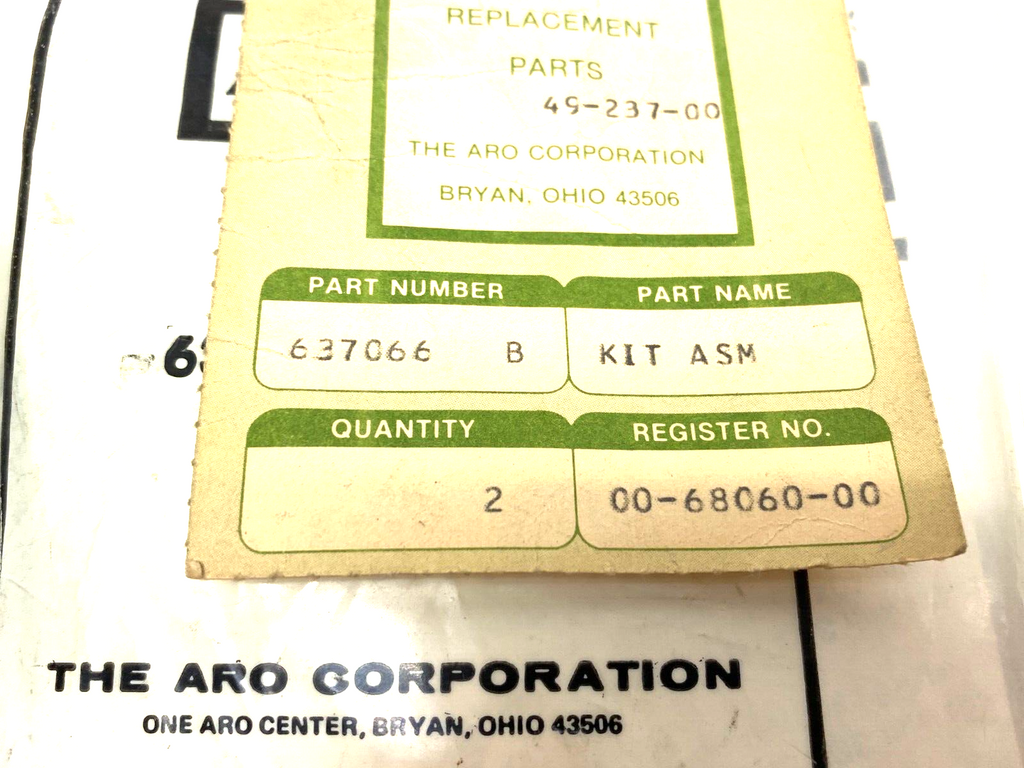 REPLACEMENT
PARTS
49-237-00
THE ARO CORPORATION
BRYAN, OHIO 43506
PART NUMBER
PART NAME
637066 B
KIT ASM
QUANTITY
REGISTER NO.
2
00-68060-00
THE ARO CORPORATION
ONE ARO CENTER, BRYAN, OHIO 43506